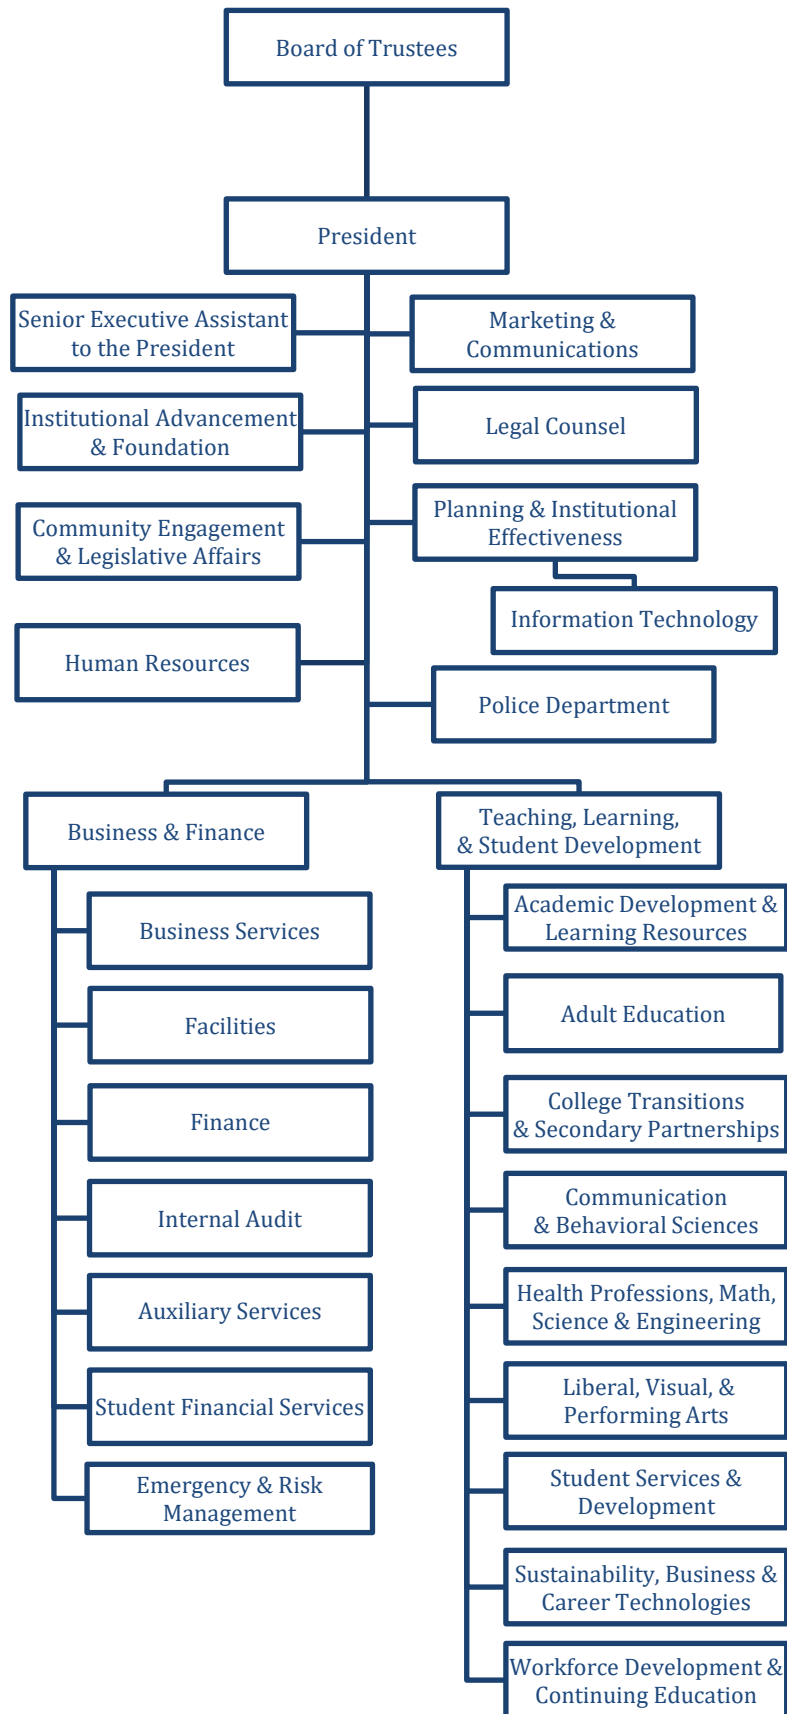 Board of Trustees
President
Senior Executive Assistant
to the President
Marketing &
Communications
Institutional Advancement
& Foundation
Legal Counsel
Community Engagement
& Legislative Affairs
Planning & Institutional
Effectiveness
Information Technology
Human Resources
Police Department
Business & Finance
Business Services
Facilities
Finance
Internal Audit
Auxiliary Services
Student Financial Services
Emergency & Risk
Management
Teaching, Learning,
& Student Development
Academic Development &
Learning Resources
Adult Education
College Transitions
& Secondary Partnerships
Communication
& Behavioral Sciences
Health Professions, Math,
Science & Engineering
Liberal, Visual, &
Performing Arts
Student Services &
Development
Sustainability, Business &
Career Technologies
Workforce Development &
Continuing Education